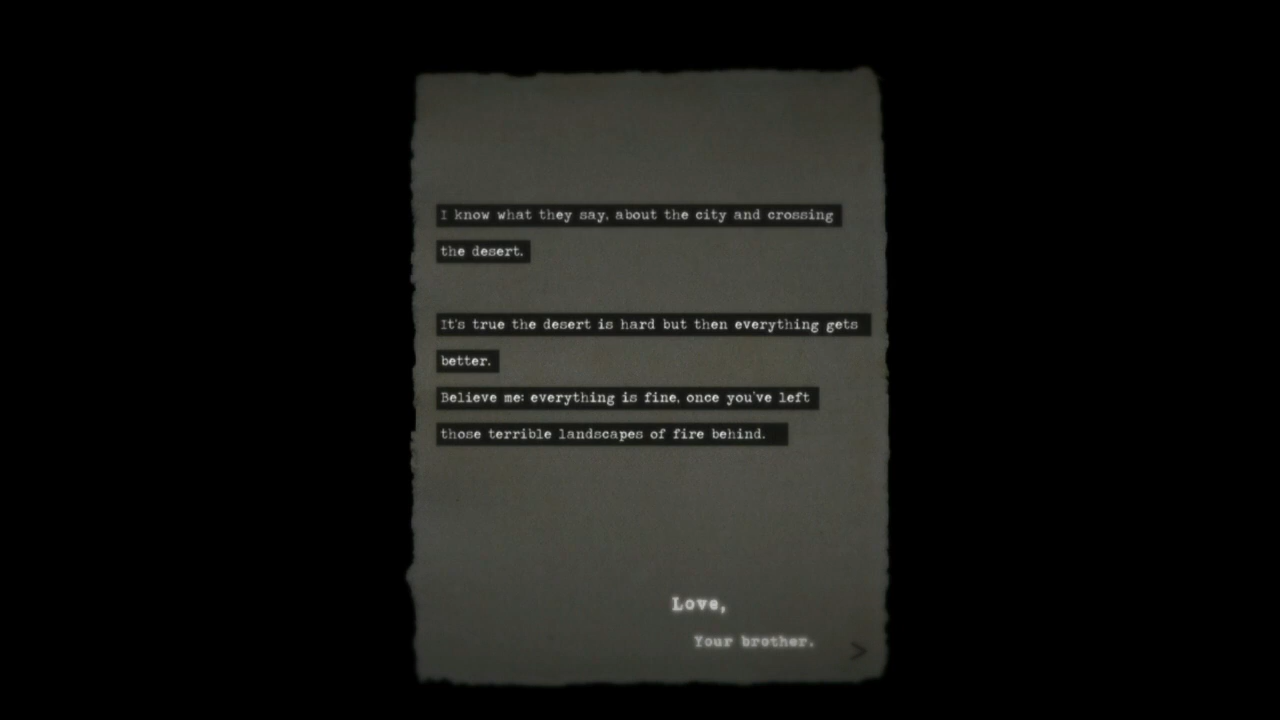 I know what they say, about the city and crossing
the desert.
It's true the desert is hard but then everything gets
better.
Believe me: everything is fine, once you've left
those terrible landscapes of fire behind.
Love,
Your brother.
>